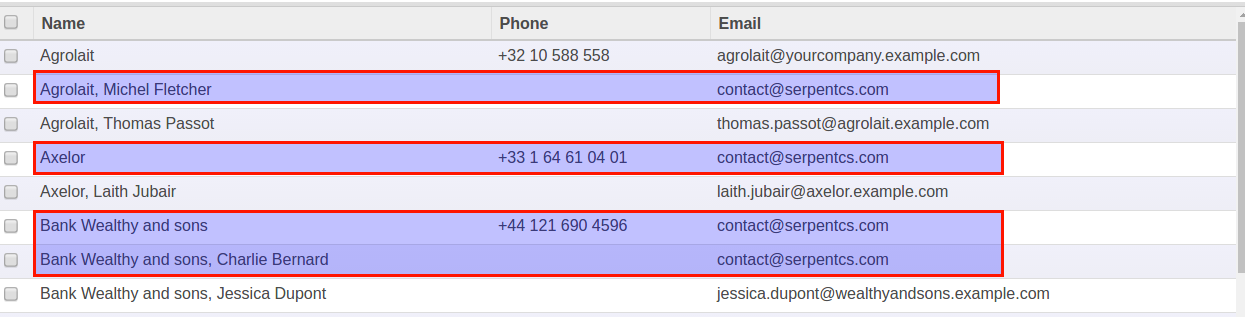 Name Phone Email
Agrolait +32 10 588 558 agrolait@yourcompany.example.com
Agrolait, Michel Fletcher contact@serpentcs.com
Agrolait, Thomas Passot thomas.passot@agrolait.example.com
Axelor +33 1 64 61 04 01 contact@serpentcs.com
Axelor, Laith Jubair laith.jubair@axelor.example.com
Bank Wealthy and sons +44 121 690 4596 contact@serpentcs.com
Bank Wealthy and sons, Charlie Bernard contact@serpentcs.com
Bank Wealthy and sons, Jessica Dupont jessica.dupont@wealthyandsons.example.com